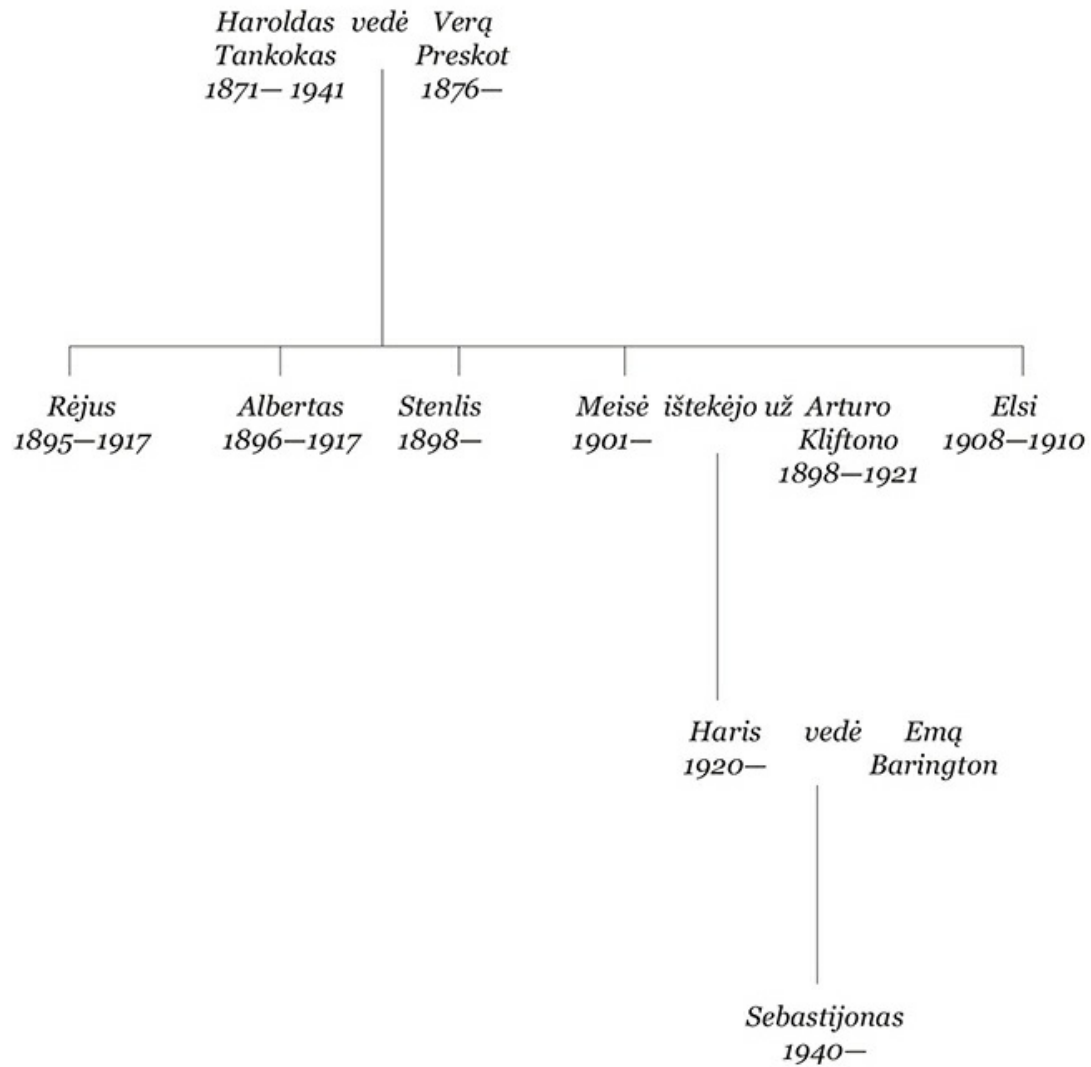 Haroldas vedė Verą
Tankokas Preskot
1871— 1941 1876—
Rėjus Albertas Stenlis Meisė ištekėjo už Arturo Elsi
1895—1917 1896—1917 1898— 1901— Kliftono 1908—1910
1898—1921
Haris vedė Emą
1920— Barington
Sebastijonas
1940—